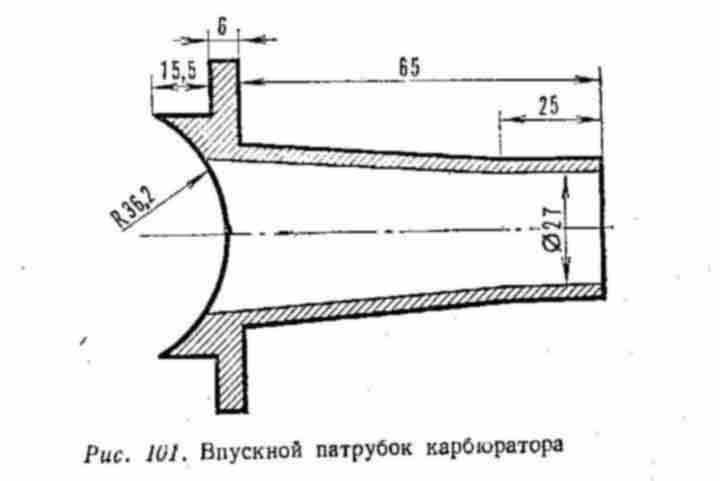 6
15,5
65
25
R36,2
Ø27
Рис. 101. Впускной патрубок карбюратора